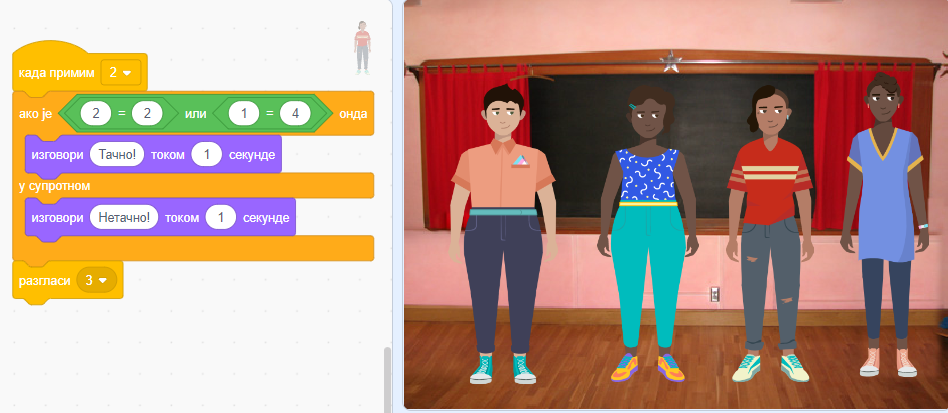 када примим 2
ако је 2 = 2 или 1 = 4 онда
изговори Тачно! током 1 секунде
у супротном
изговори Нетачно! током 1 секунде
разгласи 3